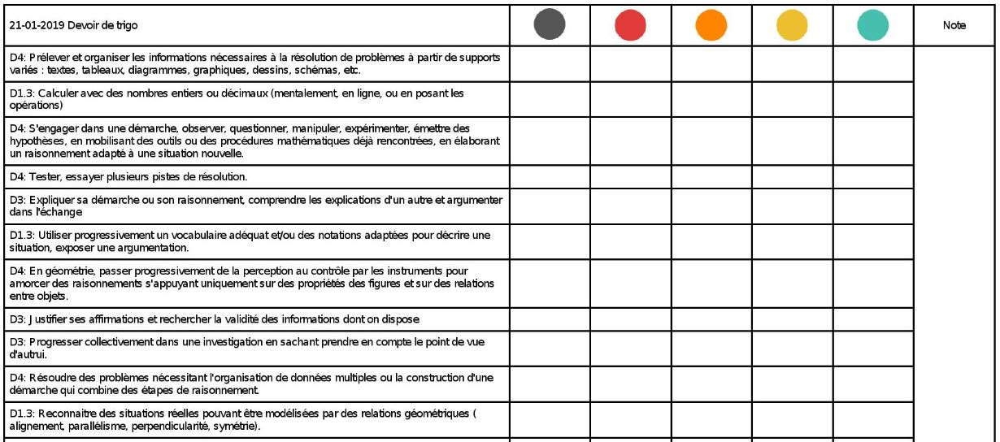 21-01-2019 Devoir de trigo
Note
D4: Prélever et organiser les informations nécessaires à la résolution de problèmes à partir de supports
variés : textes, tableaux, diagrammes, graphiques, dessins, schémas, etc.
D1.3: Calculer avec des nombres entiers ou décimaux (mentalement, en ligne, ou en posant les
opérations)
D4: S'engager dans une démarche, observer, questionner, manipuler, expérimenter, émettre des
hypothèses, en mobilisant des outils ou des procédures mathématiques déjà rencontrées, en élaborant
un raisonnement adapté à une situation nouvelle.
D4: Tester, essayer plusieurs pistes de résolution.
D3: Expliquer sa démarche ou son raisonnement, comprendre les explications d'un autre et argumenter
dans l'échange
D1.3: Utiliser progressivement un vocabulaire adéquat et/ou des notations adaptées pour décrire une
situation, exposer une argumentation.
D4: En géométrie, passer progressivement de la perception au contrôle par les instruments pour
amorcer des raisonnements s'appuyant uniquement sur des propriétés des figures et sur des relations
entre objets.
D3: Justifier ses affirmations et rechercher la validité des informations dont on dispose
D3: Progresser collectivement dans une investigation en sachant prendre en compte le point de vue
d'autrui.
D4: Résoudre des problèmes nécessitant l'organisation de données multiples ou la construction d'une
démarche qui combine des étapes de raisonnement.
D1.3: Reconnaitre des situations réelles pouvant être modélisées par des relations géométriques (
alignement, parallélisme, perpendicularité, symétrie).